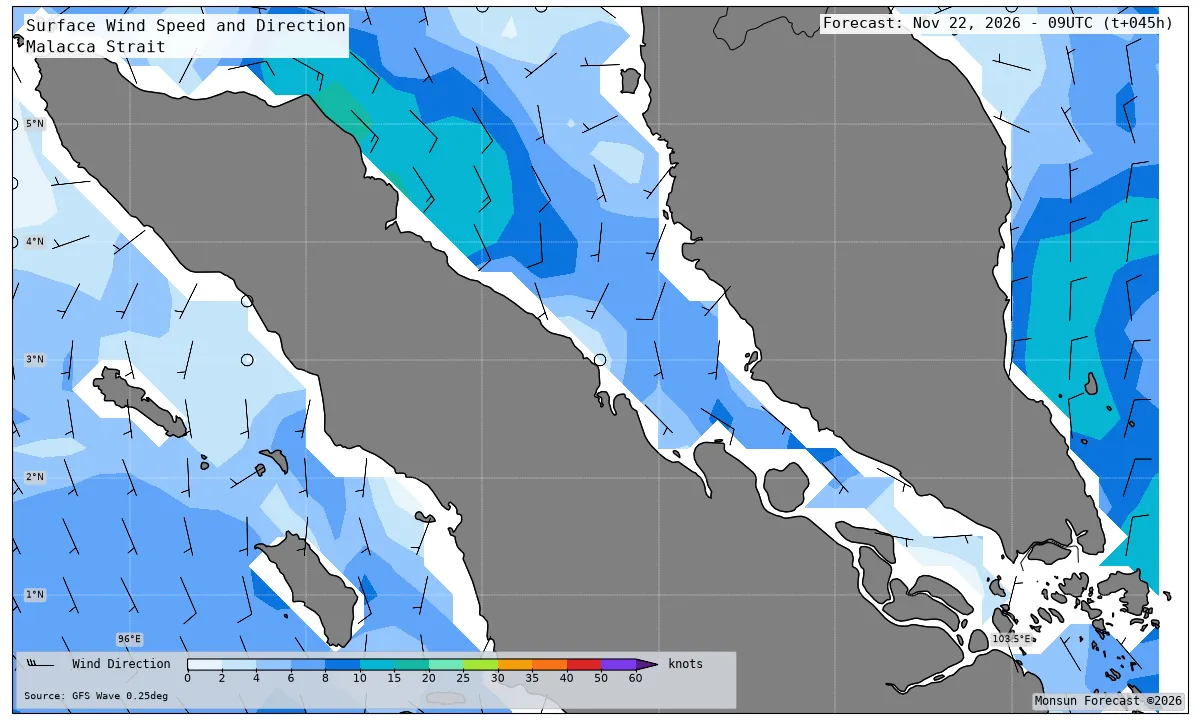 Surface Wind Speed and Direction
Malacca Strait
Forecast: Nov 22, 2026 - 09UTC (t+045h)
5°N
4°N
3°N
2°N
1°N
96°E
103.5°E
Wind Direction
knots
0 2 4 6 8 10 15 20 25 30 35 40 50 60
Source: GFS Wave 0.25deg
Monsun Forecast ©2026